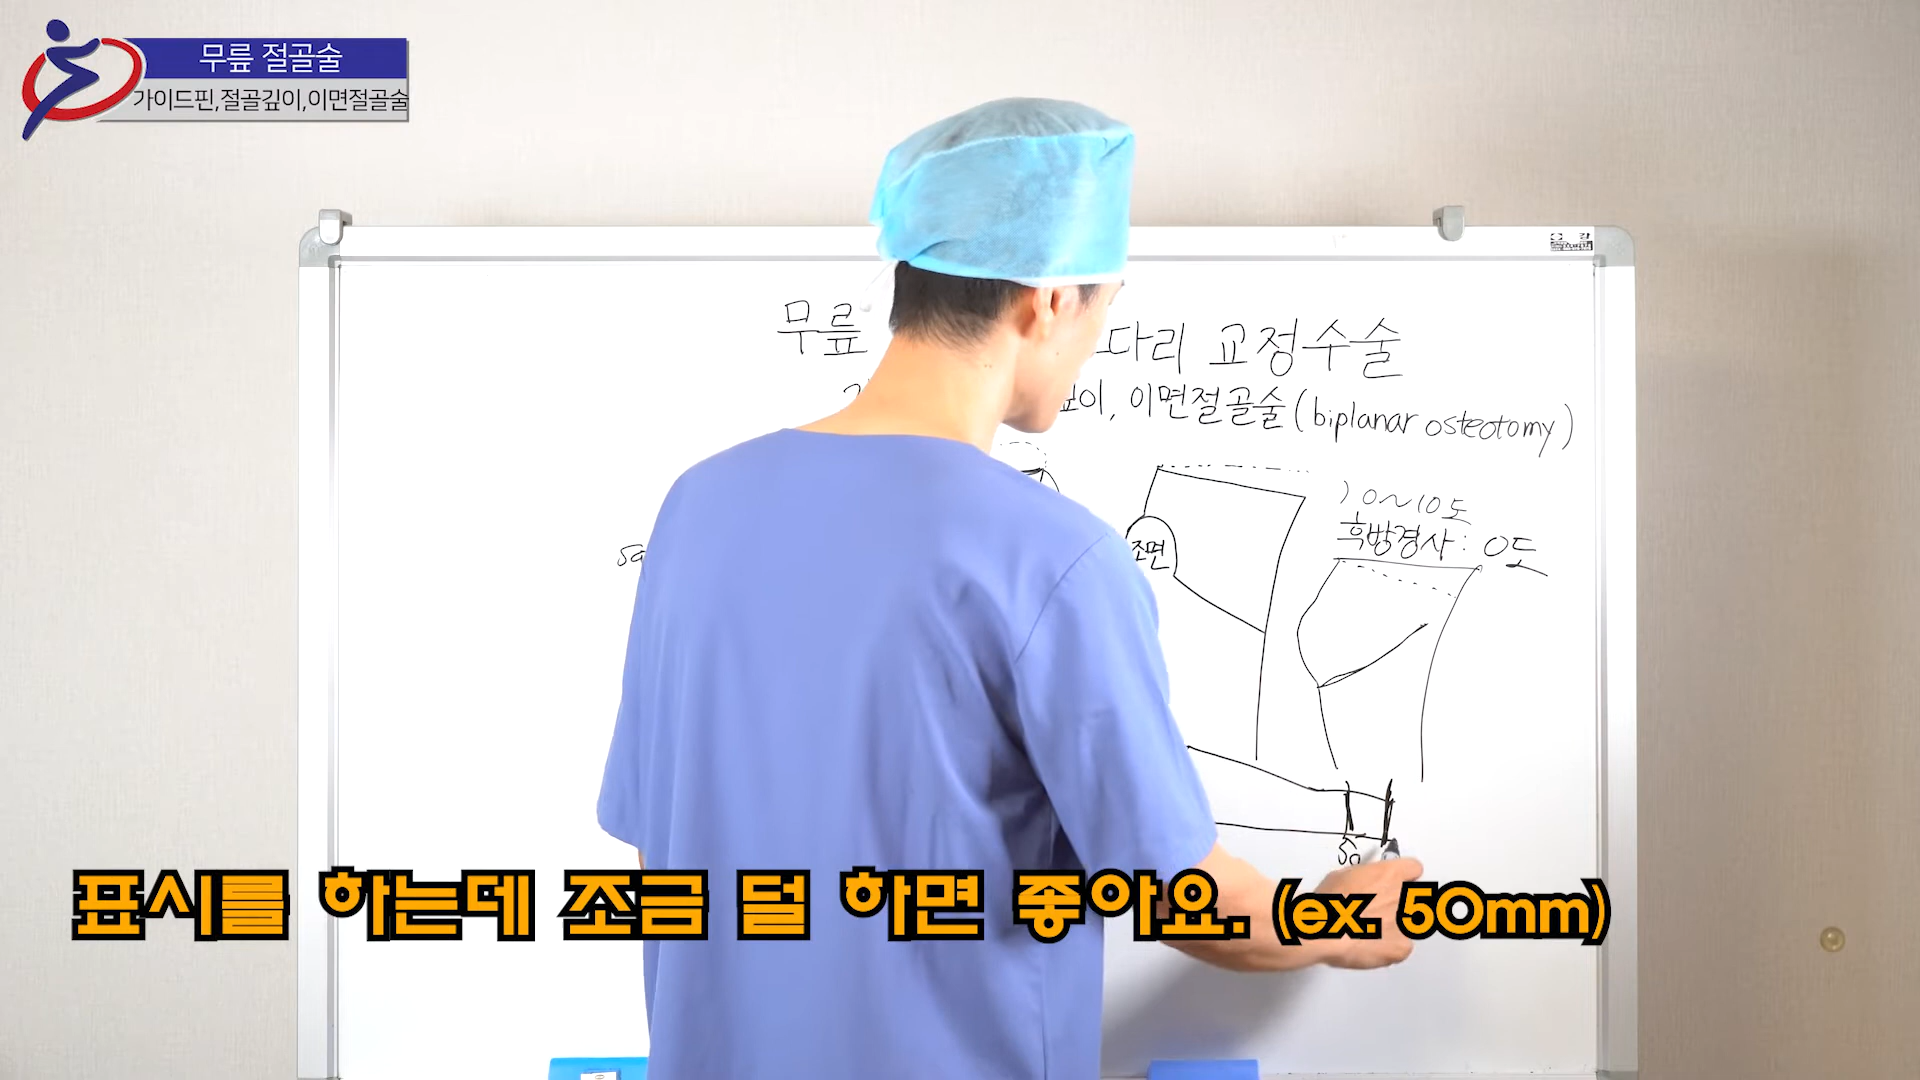 무릎 절골술
가이드핀,절골깊이,이면절골술
무릎 다리 교정수술
깊이, 이면절골술 (biplanar osteotomy)
) 0~10도
후방경사 : 0도
조면
50
표시를 하는데 조금 덜 하면 좋아요. (ex. 50mm)